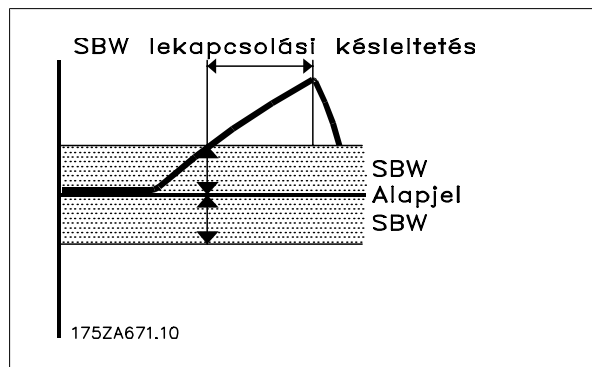 SBW lekapcsolási késleltetés
SBW
Alapjel
SBW
175ZA671.10